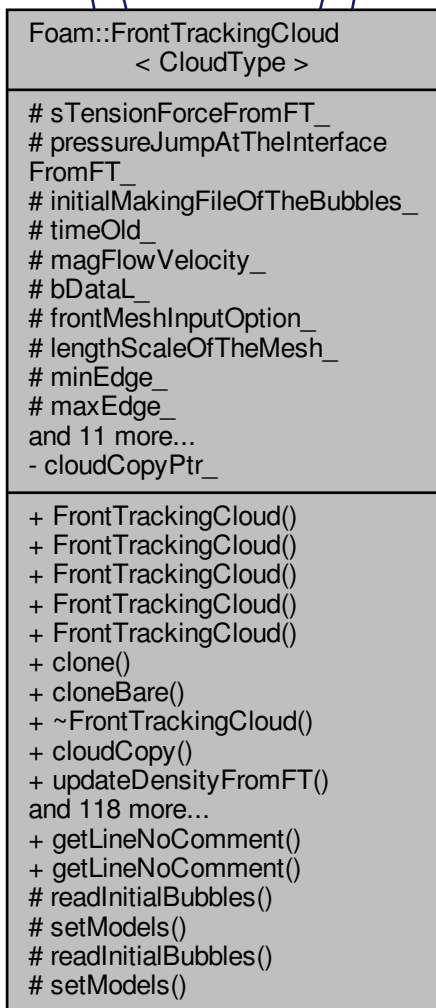 Foam::FrontTrackingCloud
< CloudType >
# sTensionForceFromFT_
# pressureJumpAtTheInterface
FromFT_
# initialMakingFileOfTheBubbles_
# timeOld_
# magFlowVelocity_
# bDataL_
# frontMeshInputOption_
# lengthScaleOfTheMesh_
# minEdge_
# maxEdge_
and 11 more...
- cloudCopyPtr_
+ FrontTrackingCloud()
+ FrontTrackingCloud()
+ FrontTrackingCloud()
+ FrontTrackingCloud()
+ FrontTrackingCloud()
+ clone()
+ cloneBare()
+ ~FrontTrackingCloud()
+ cloudCopy()
+ updateDensityFromFT()
and 118 more...
+ getLineNoComment()
+ getLineNoComment()
# readInitialBubbles()
# setModels()
# readInitialBubbles()
# setModels()